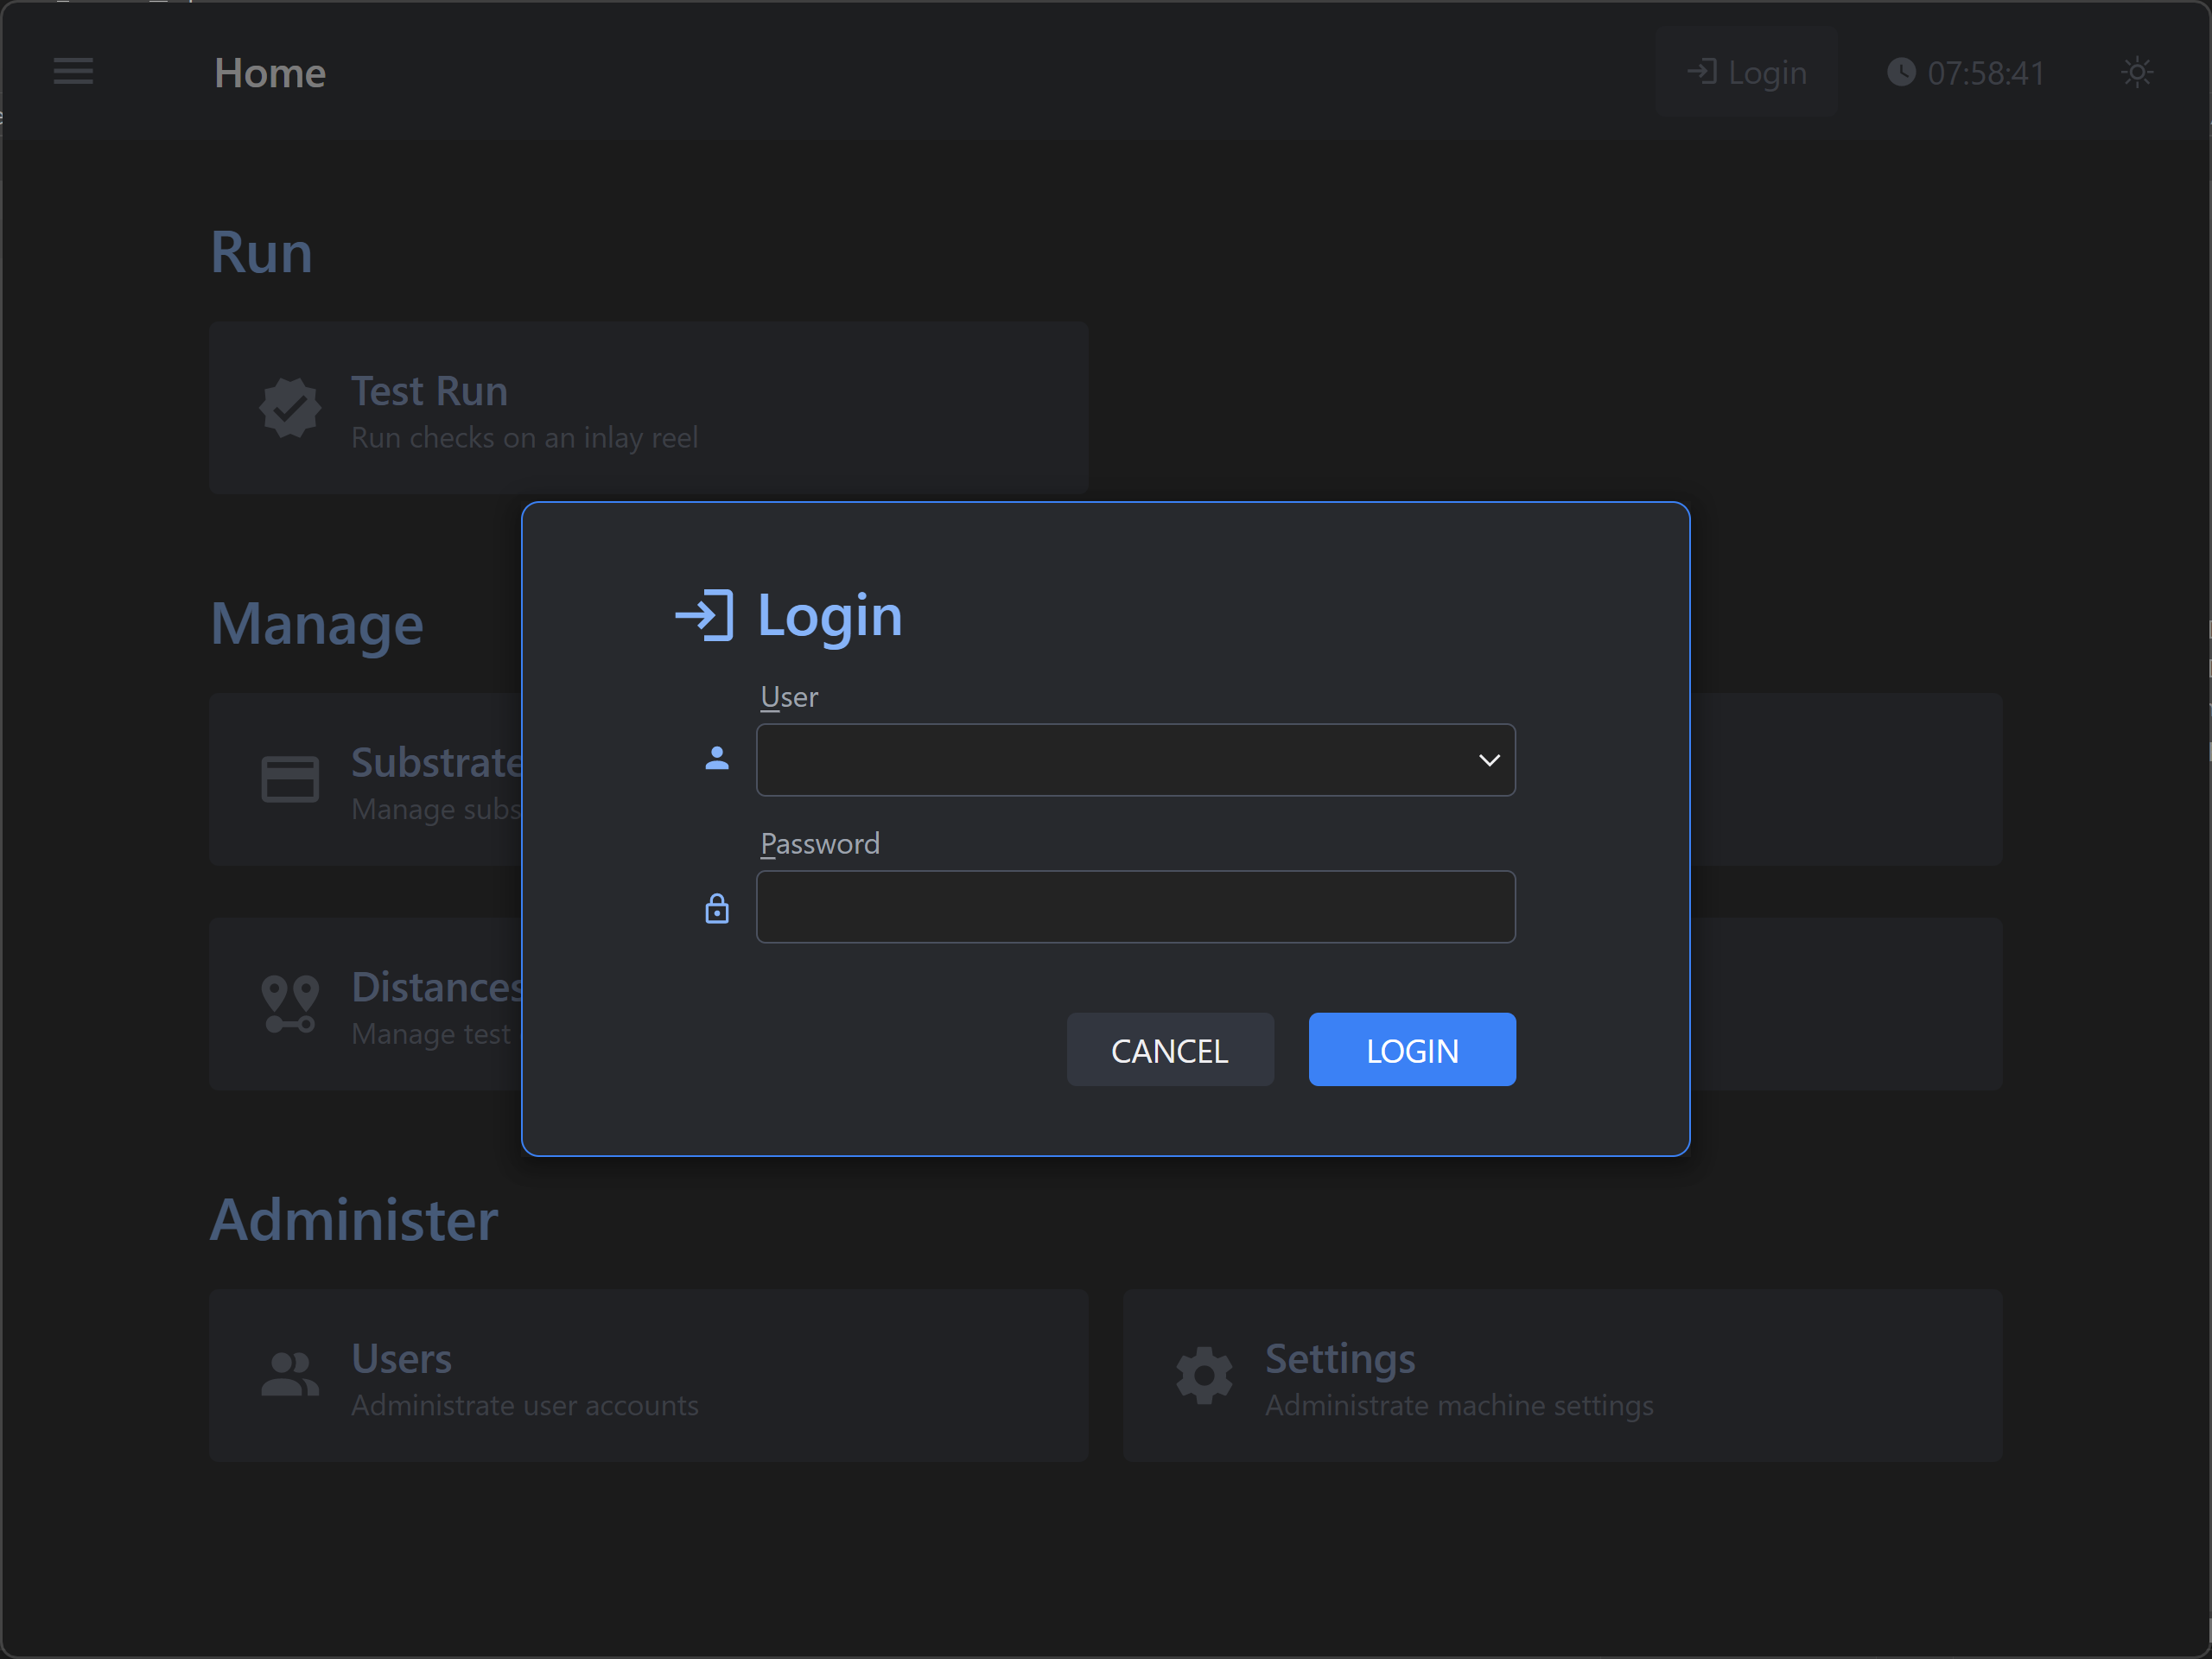 Home
Login
07:58:41
Run
Test Run
Run checks on an inlay reel
Manage
Substrate
Manage subs
Distances
Manage test
Login
User
Password
CANCEL
LOGIN
Administer
Users
Administrate user accounts
Settings
Administrate machine settings